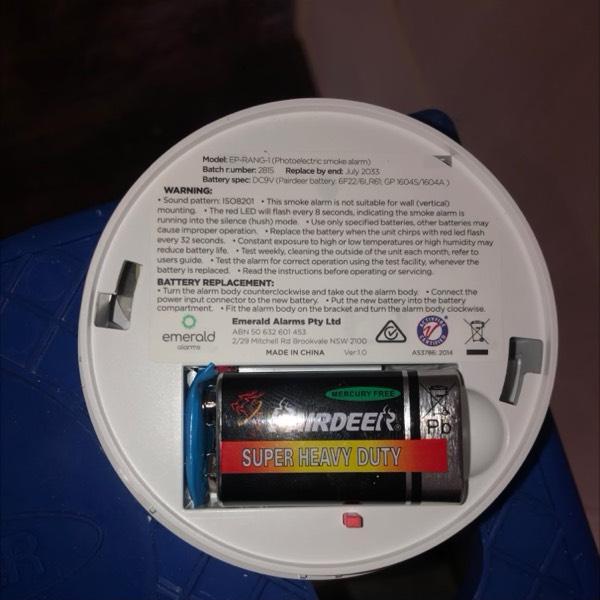 Model: EP-RANG-1 (Photoelectric smoke alarm)
Batch number: 2815 Replace by end: July 2033
Battery spec: DC9V (Pairdeer battery: 6F22/6LR61, GP 1604S/1604A)
WARNING:
• Sound pattern: ISO8201 • This smoke alarm is not suitable for wall (vertical)
mounting. • The red LED will flash every 8 seconds, indicating the smoke alarm is
running into the silence (hush) mode. • Use only specified batteries, other batteries may
cause improper operation. • Replace the battery when the unit chirps with red led flash
every 32 seconds. • Constant exposure to high or low temperatures or high humidity may
reduce battery life. • Test weekly, cleaning the outside of the unit each month, refer to
users guide. • Test the alarm for correct operation using the test facility, whenever the
battery is replaced. • Read the instructions before operating or servicing.
BATTERY REPLACEMENT:
• Turn the alarm body counterclockwise and take out the alarm body. • Connect the
power input connector to the new battery. • Put the new battery into the battery
compartment. • Fit the alarm body on the bracket and turn the alarm body clockwise.
emerald
alarms
Emerald Alarms Pty Ltd
ABN 50 632 601 453
2/29 Mitchell Rd Brookvale NSW 2100
MADE IN CHINA Ver1.0
AS3786: 2014
MERCURY FREE
PAIRDEER
Pb
SUPER HEAVY DUTY